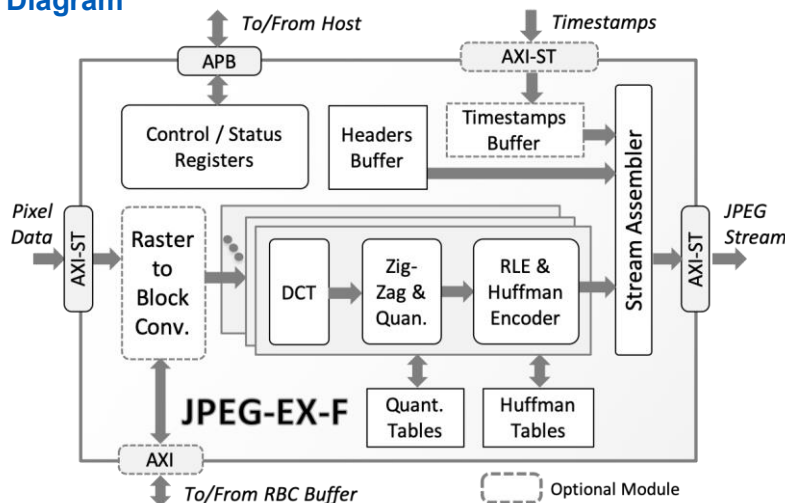 Diagram
To/From Host
Timestamps
APB
AXI-ST
Control / Status
Registers
Headers
Buffer
Timestamps
Buffer
Stream Assembler
Pixel
Data
AXI-ST
Raster
to
Block
Conv.
DCT
Zig-
Zag &
Quan.
RLE &
Huffman
Encoder
AXI-ST
JPEG
Stream
JPEG-EX-F
Quant.
Tables
Huffman
Tables
AXI
To/From RBC Buffer
Optional Module